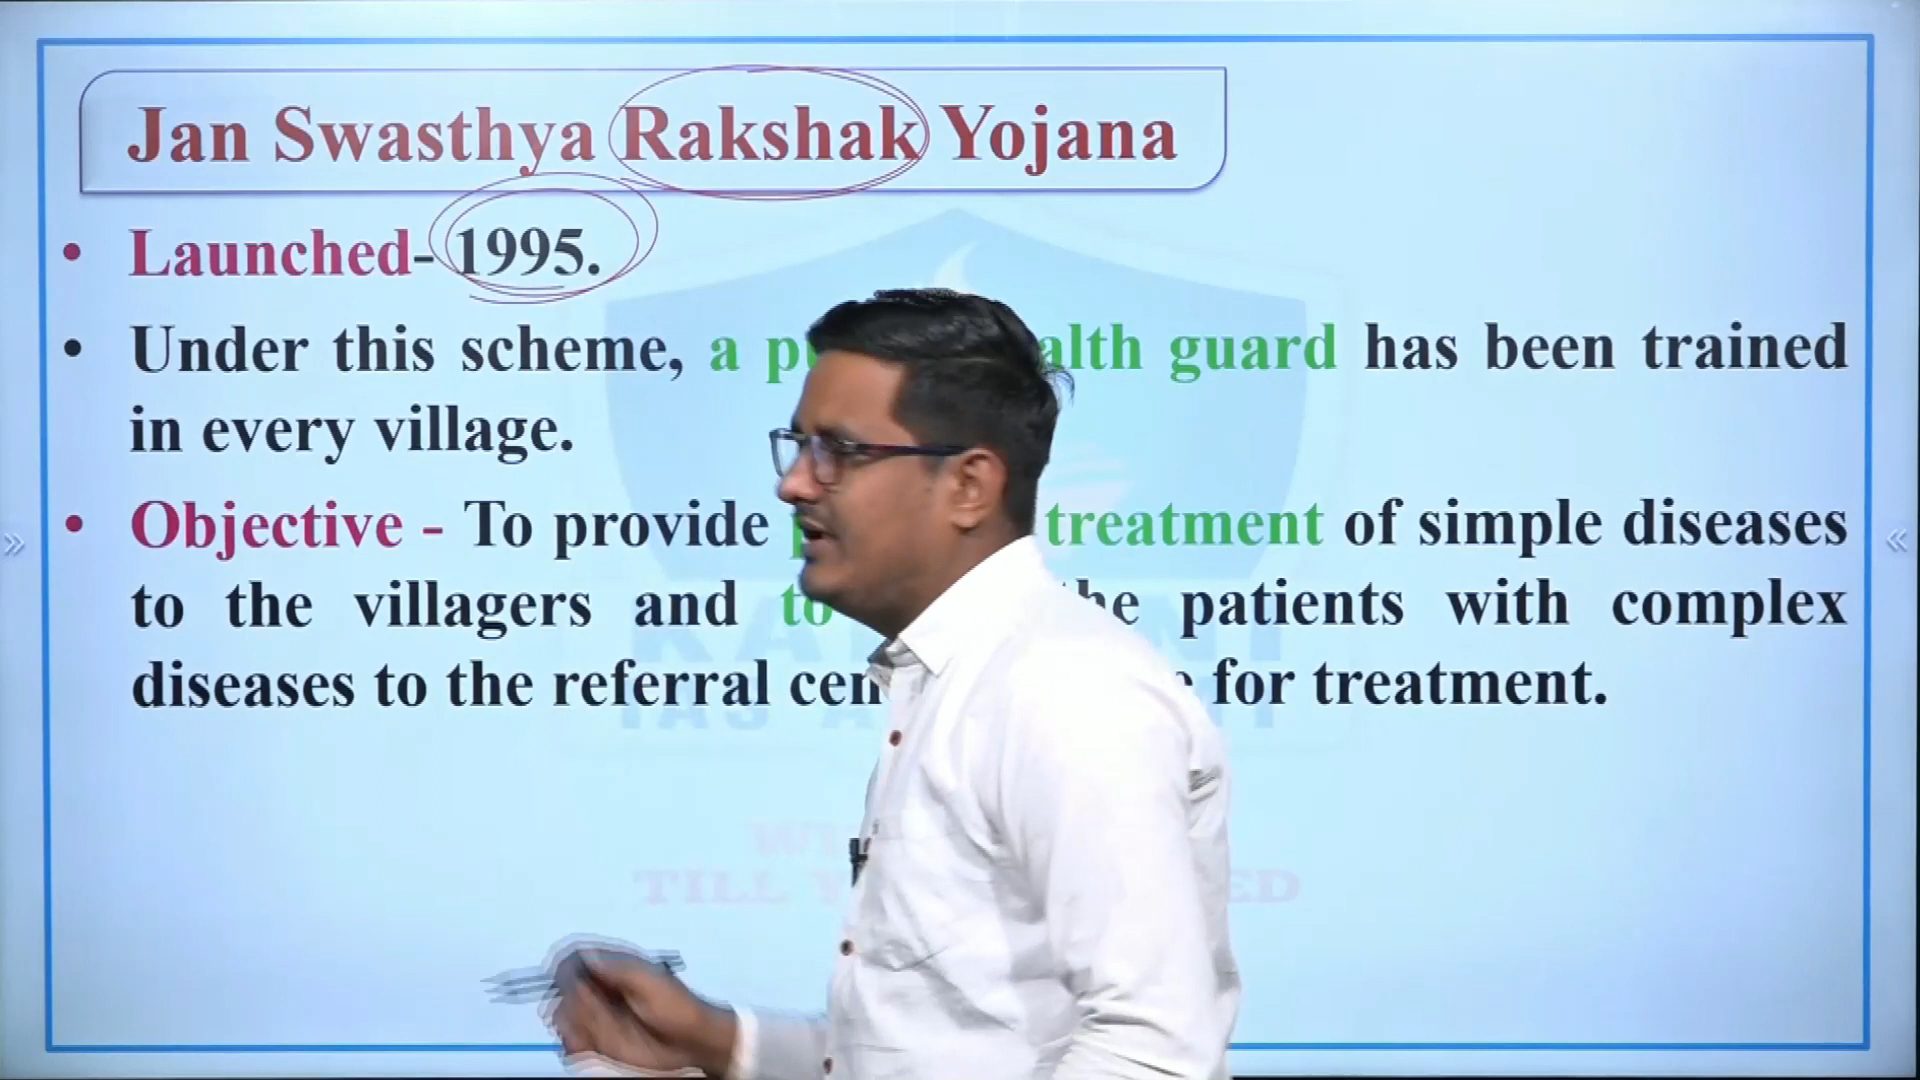 Jan Swasthya Rakshak Yojana
• Launched- 1995.
• Under this scheme, a alth guard has been trained
in every village.
• Objective - To provide treatment of simple diseases
to the villagers and to he patients with complex
diseases to the referral cen for treatment.
TILL